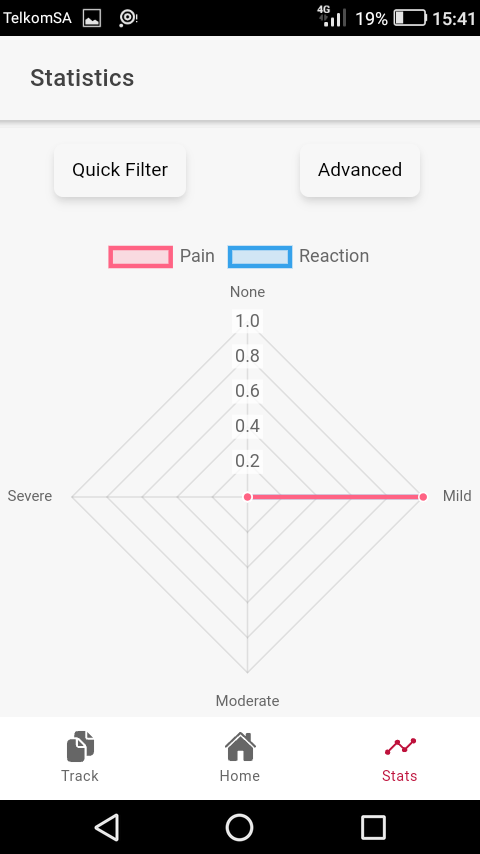 TelkomSA 4G 19% 15:41
Statistics
Quick Filter Advanced
Pain Reaction
None
1.0
0.8
0.6
0.4
0.2
Severe Mild
Moderate
Track Home Stats